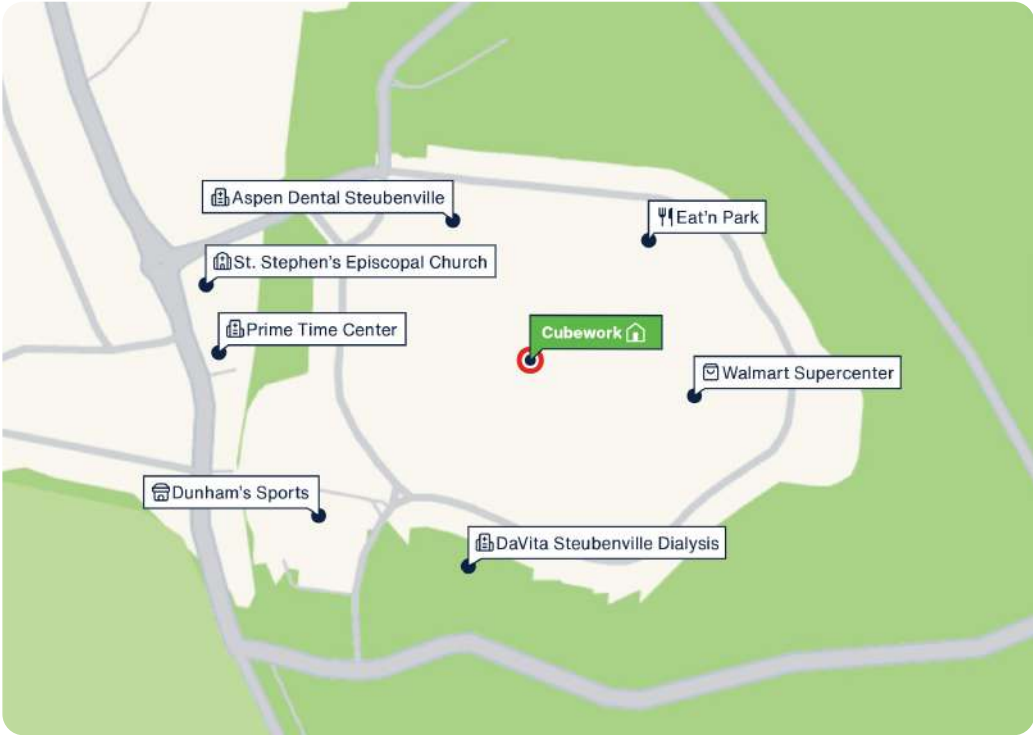 Aspen Dental Steubenville
Eat'n Park
St. Stephen's Episcopal Church
Prime Time Center
Cubework
Walmart Supercenter
Dunham's Sports
DaVita Steubenville Dialysis